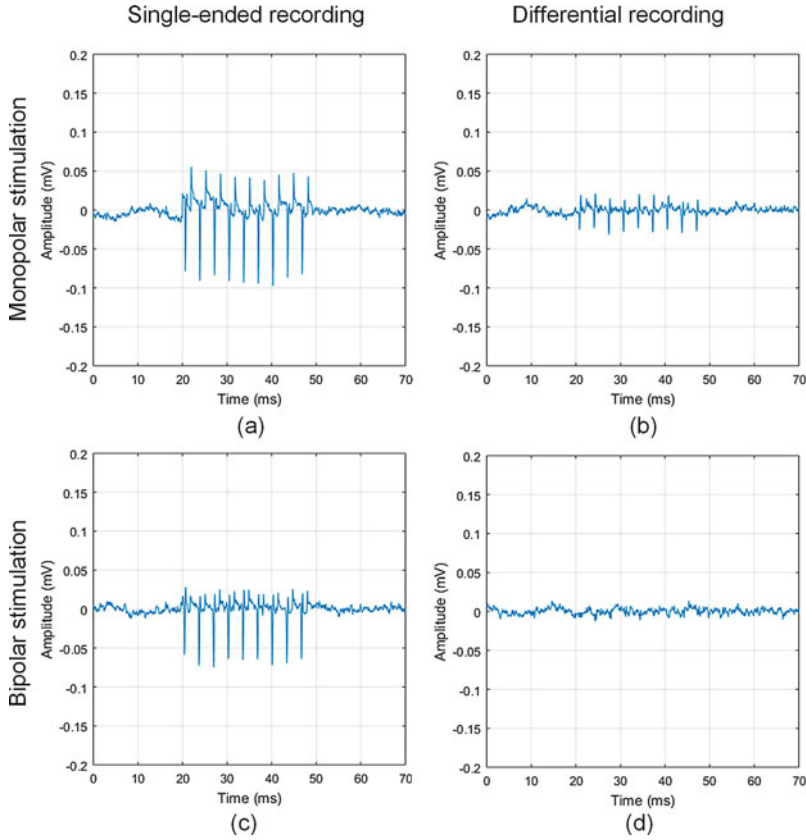 Single-ended recording
Differential recording
Monopolar stimulation
Amplitude (mV)
0.2
0.15
0.1
0.05
0
-0.05
-0.1
-0.15
-0.2
0 10 20 30 40 50 60 70
Time (ms)
(a)
Amplitude (mV)
0.2
0.15
0.1
0.05
0
-0.05
-0.1
-0.15
-0.2
0 10 20 30 40 50 60 70
Time (ms)
(b)
Bipolar stimulation
Amplitude (mV)
0.2
0.15
0.1
0.05
0
-0.05
-0.1
-0.15
-0.2
0 10 20 30 40 50 60 70
Time (ms)
(c)
Amplitude (mV)
0.2
0.15
0.1
0.05
0
-0.05
-0.1
-0.15
-0.2
0 10 20 30 40 50 60 70
Time (ms)
(d)